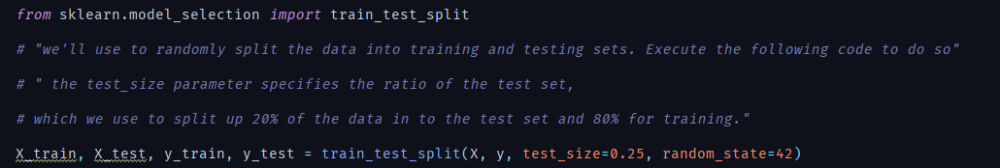 from sklearn.model_selection import train_test_split
# "we'll use to randomly split the data into training and testing sets. Execute the following code to do so"
# " the test_size parameter specifies the ratio of the test set,
# which we use to split up 20% of the data in to the test set and 80% for training."
X_train, X_test, y_train, y_test = train_test_split(X, y, test_size=0.25, random_state=42)